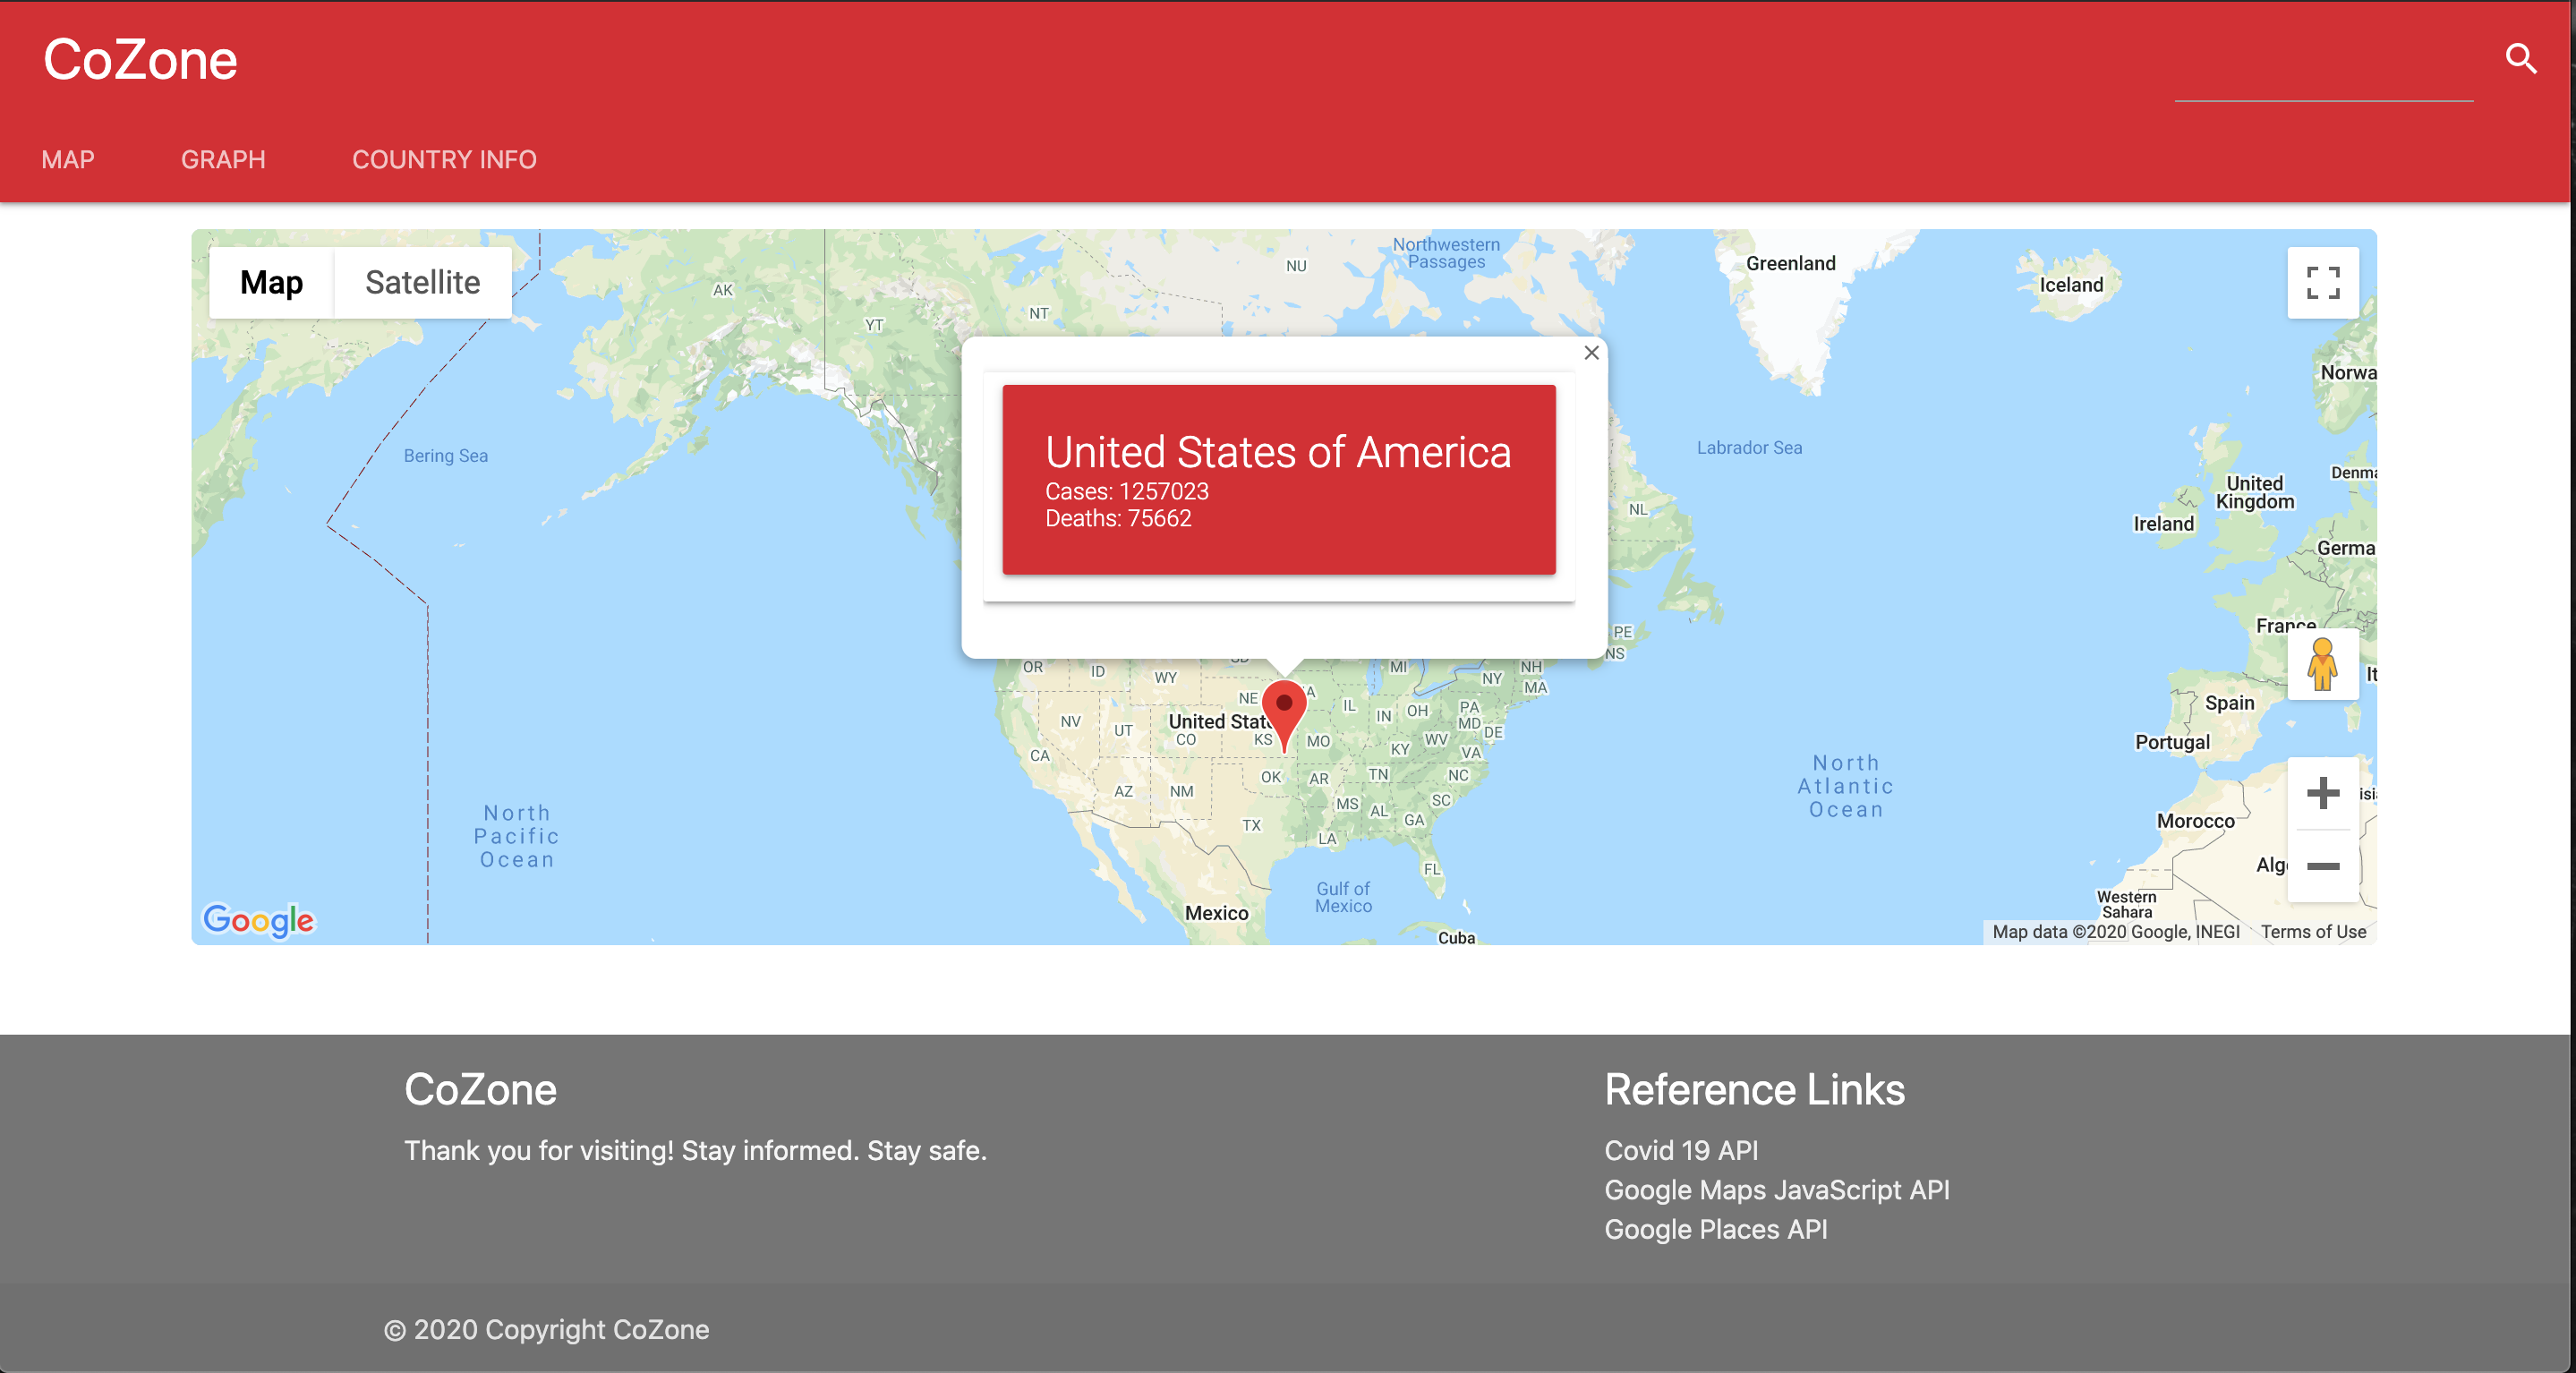 CoZone
MAP
GRAPH
COUNTRY INFO
Map
Satellite
Northwestern
Passages
NU
Greenland
Iceland
AK
NT
YT
United States of America
Cases: 1257023
Deaths: 75662
Bering Sea
Labrador Sea
NL
Norwa
Denma
United
Kingdom
Ireland
Germa
France
PE
NS
OR
ID
WY
MI
NH
NY
MA
NE
IL
IN
OH
PA
MD
DE
NV
UT
United State
CO
KS
MO
KY
WV
VA
CA
OK
AR
TN
NC
AZ
NM
MS
AL
SC
GA
TX
LA
FL
Spain
Portugal
It
North
Pacific
Ocean
North
Atlantic
Ocean
Gulf of
Mexico
Mexico
Cuba
Morocco
isi
Alg
Western
Sahara
Google
Map data ©2020 Google, INEGI
Terms of Use
CoZone
Thank you for visiting! Stay informed. Stay safe.
Reference Links
Covid 19 API
Google Maps JavaScript API
Google Places API
© 2020 Copyright CoZone